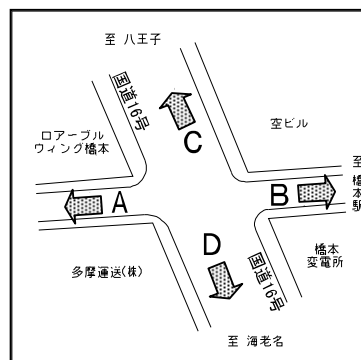 至 八王子
国道16号
ロアーブル
ウィング橋本
C
空ビル
至
橋
本
駅
A
B
D
多摩運送(株)
国道16号
橋本
変電所
至 海老名